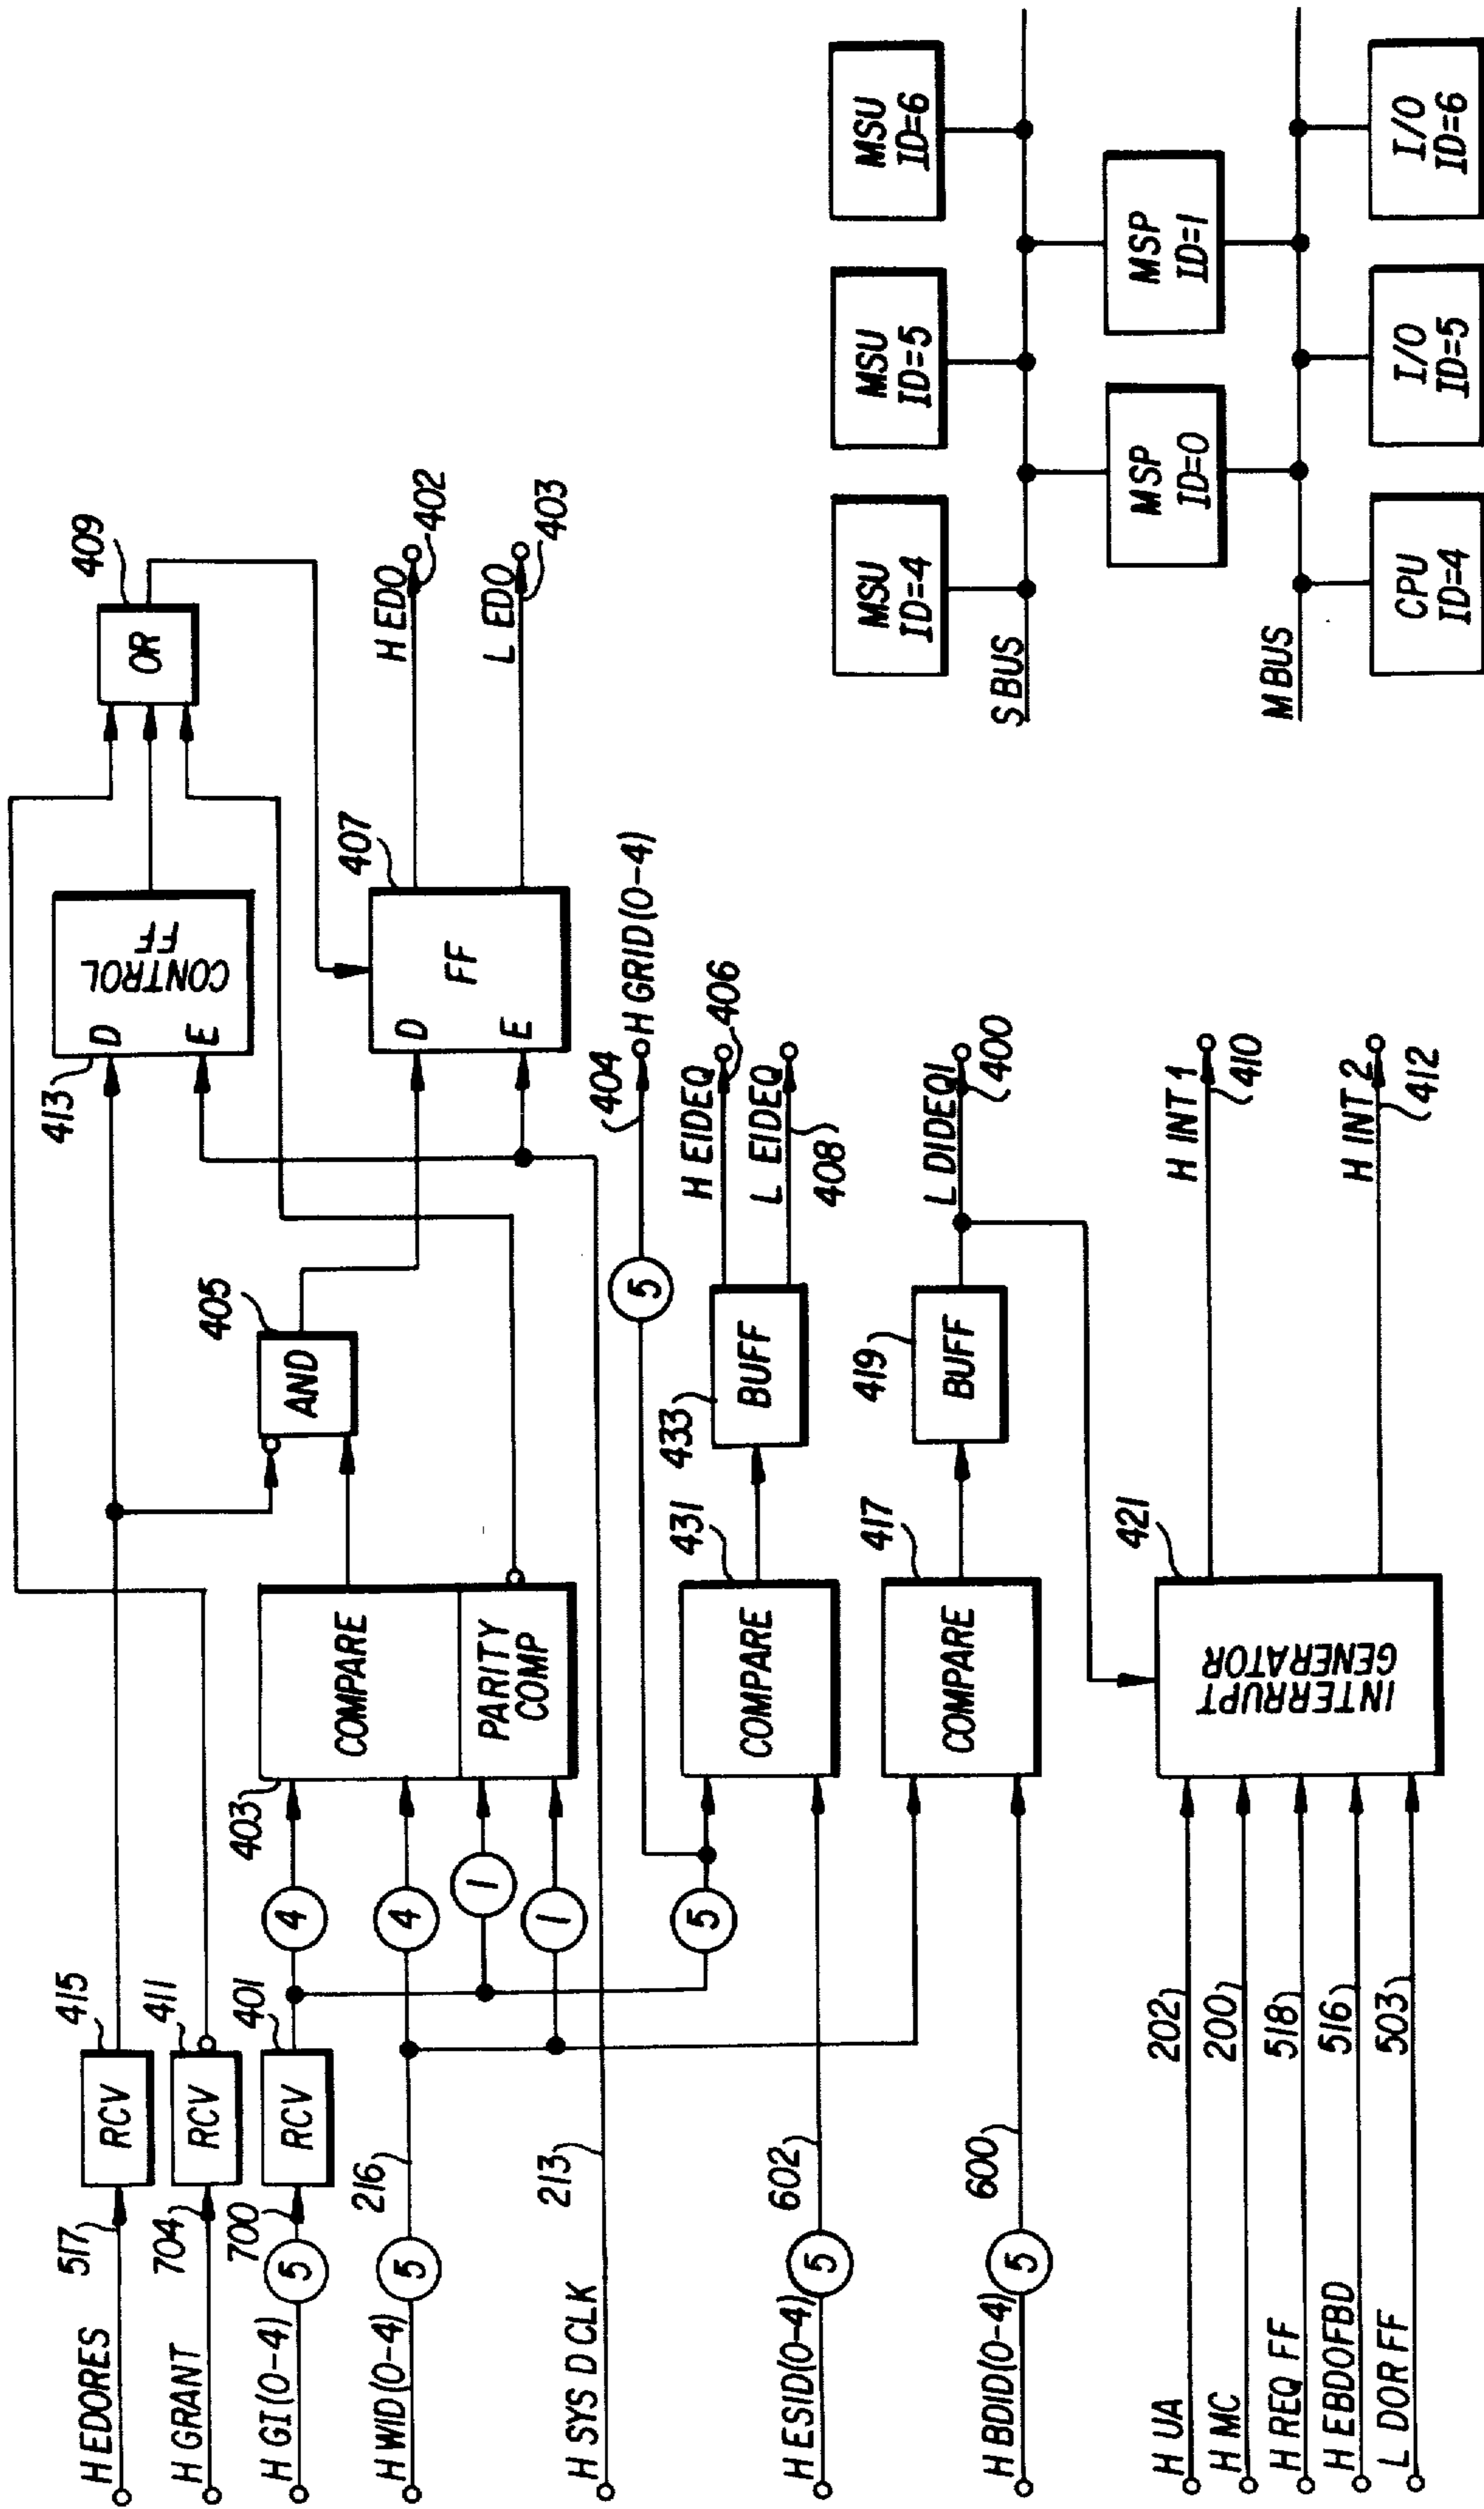 H EDORES
517
RCV
415
H GRANT
704
RCV
411
H GI (0-4)
5
700
RCV
401
H WID (0-4)
5
216
H SYS D CLK
213
H ESID (0-4)
5
602
H BDID (0-4)
5
600
H UA
202
H MC
200
H REQ FF
518
H EBDOFBD
516
L DOR FF
503
4
4
1
1
5
403
COMPARE
PARITY
COMP
COMPARE
431
COMPARE
417
INTERRUPT
GENERATOR
421
AND
405
BUFF
433
BUFF
419
5
413
D
E
CONTROL
FF
D
E
FF
407
OR
409
H EDO
402
L EDO
403
404
H GRID (0-4)
H EIDEQ
406
L EIDEQ
408
L DIDEQ1
400
H INT 1
410
H INT 2
412
MSU
ID=4
MSU
ID=5
MSU
ID=6
S BUS
MSP
ID=0
MSP
ID=1
M BUS
CPU
ID=4
I/O
ID=5
I/O
ID=6